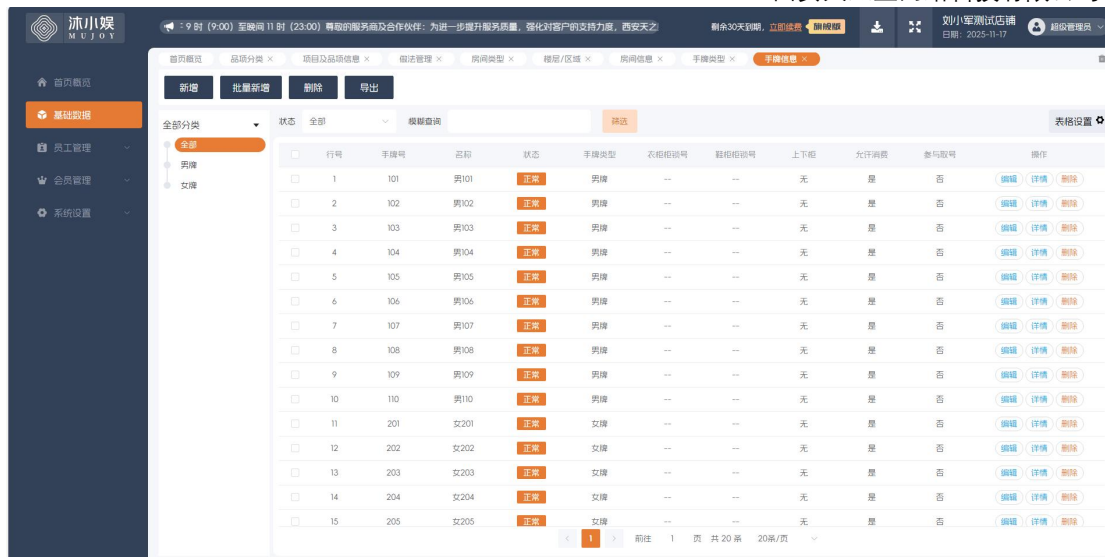 沐小娱
MUJOY
9 时 (9:00) 至晚间 11 时 (23:00) 尊敬的服务商及合作伙伴：为进一步提升服务质量，强化对客户的支持力度，西安天之
剩余30天到期，立即续费 旗舰版
刘小军测试店铺
日期：2025-11-17
超级管理员
首页概览 品项分类 × 项目及品项信息 × 做法管理 × 房间类型 × 楼层/区域 × 房间信息 × 手牌类型 × 手牌信息 ×
首页概览
基础数据
员工管理
会员管理
系统设置
新增 批量新增 删除 导出
全部分类
全部
男牌
女牌
状态 全部 模糊查询 筛选 表格设置
行号 手牌号 名称 状态 手牌类型 衣柜柜锁号 鞋柜柜锁号 上下柜 允许消费 参与取号 操作
1 101 男101 正常 男牌 -- -- 无 是 否 编辑 详情 删除
2 102 男102 正常 男牌 -- -- 无 是 否 编辑 详情 删除
3 103 男103 正常 男牌 -- -- 无 是 否 编辑 详情 删除
4 104 男104 正常 男牌 -- -- 无 是 否 编辑 详情 删除
5 105 男105 正常 男牌 -- -- 无 是 否 编辑 详情 删除
6 106 男106 正常 男牌 -- -- 无 是 否 编辑 详情 删除
7 107 男107 正常 男牌 -- -- 无 是 否 编辑 详情 删除
8 108 男108 正常 男牌 -- -- 无 是 否 编辑 详情 删除
9 109 男109 正常 男牌 -- -- 无 是 否 编辑 详情 删除
10 110 男110 正常 男牌 -- -- 无 是 否 编辑 详情 删除
11 201 女201 正常 女牌 -- -- 无 是 否 编辑 详情 删除
12 202 女202 正常 女牌 -- -- 无 是 否 编辑 详情 删除
13 203 女203 正常 女牌 -- -- 无 是 否 编辑 详情 删除
14 204 女204 正常 女牌 -- -- 无 是 否 编辑 详情 删除
15 205 女205 正常 女牌 -- -- 无 是 否 编辑 详情 删除
1 前往 1 页 共 20 条 20条/页